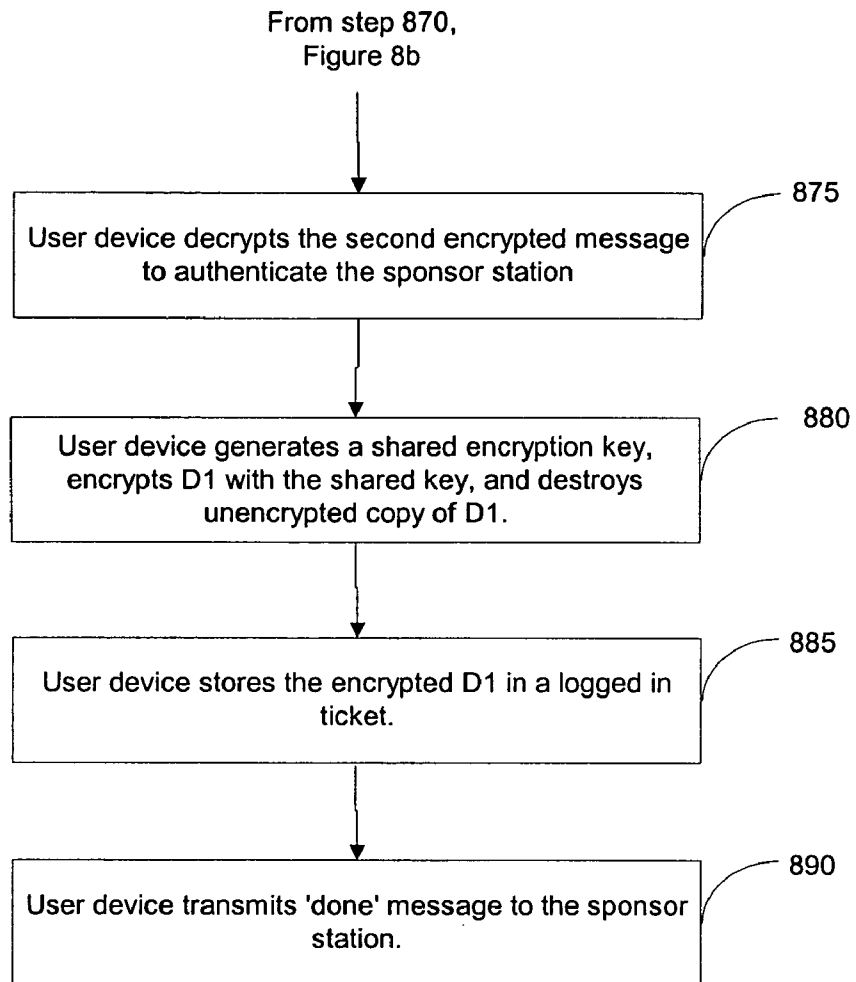 From step 870,
Figure 8b
875
User device decrypts the second encrypted message
to authenticate the sponsor station
880
User device generates a shared encryption key,
encrypts D1 with the shared key, and destroys
unencrypted copy of D1.
885
User device stores the encrypted D1 in a logged in
ticket.
890
User device transmits 'done' message to the sponsor
station.